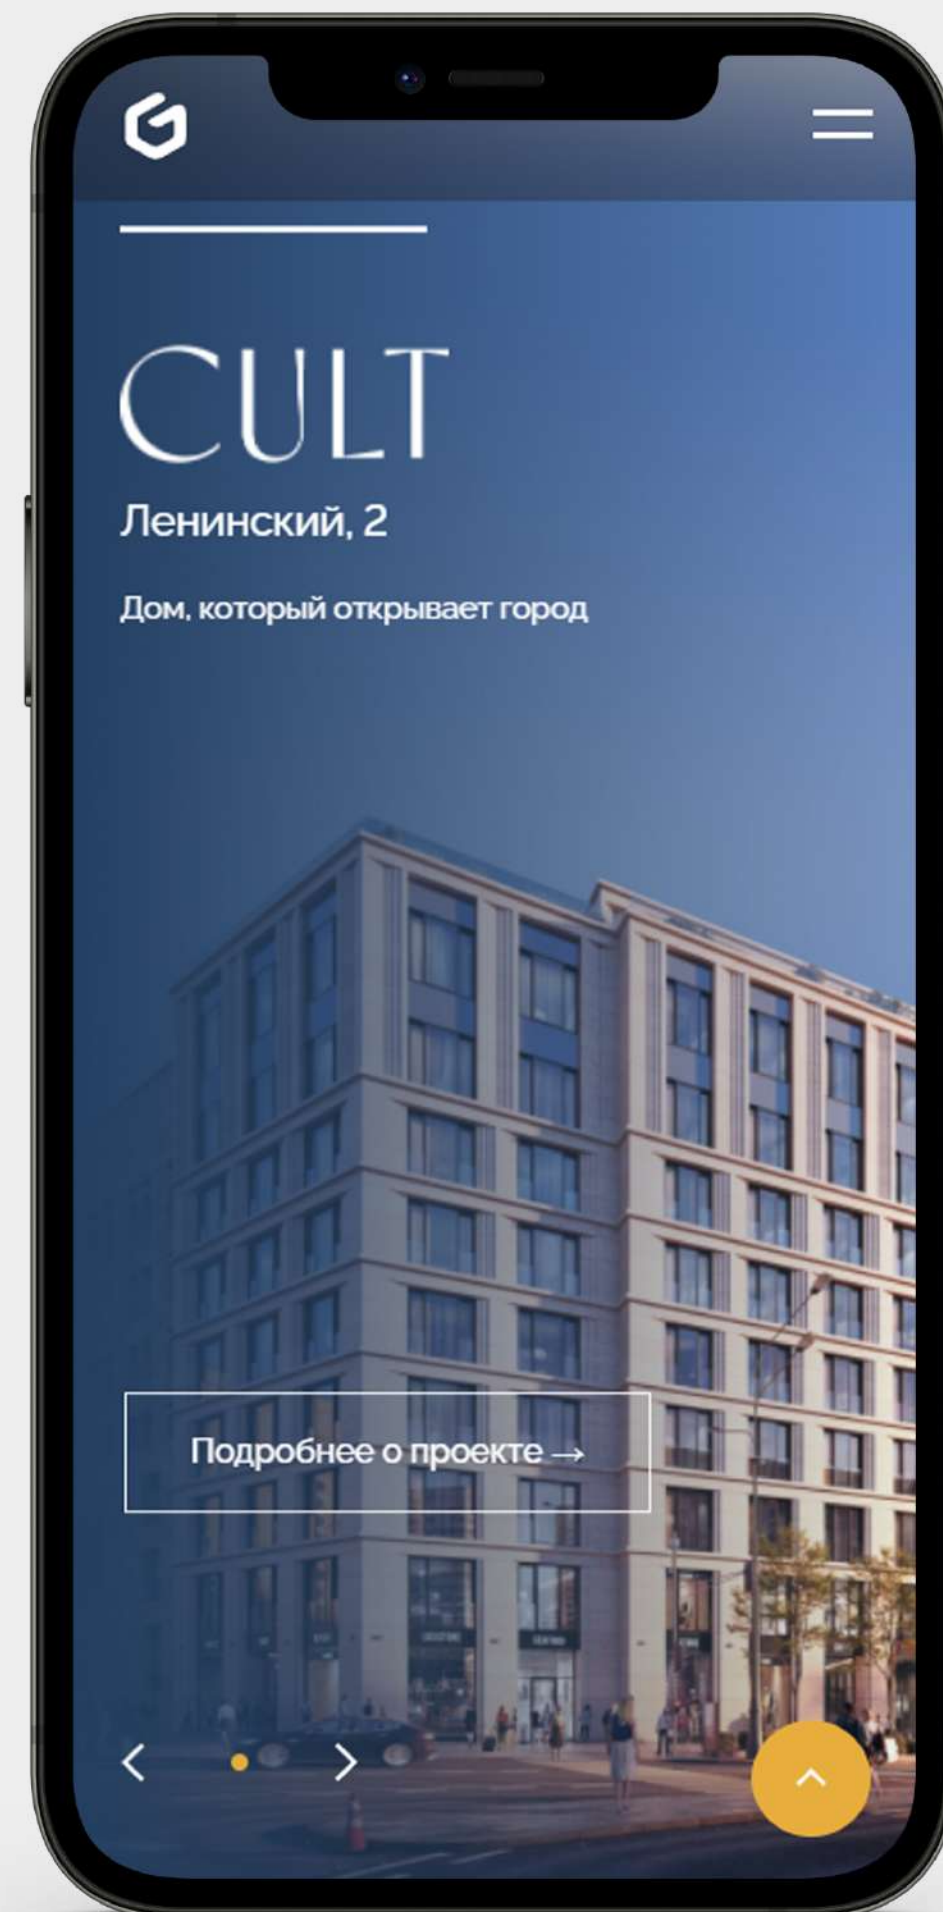 CULT
Ленинский, 2
Дом, который открывает город
Подробнее о проекте →